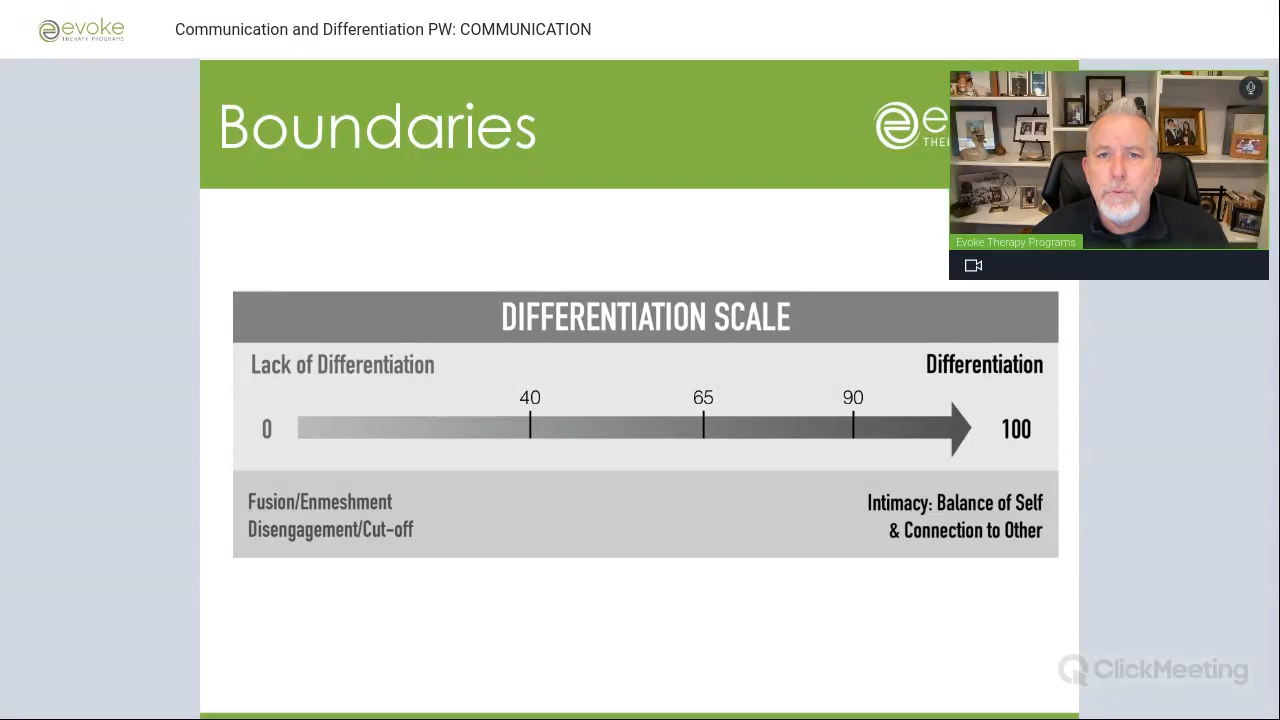 evoke
THERAPY PROGRAMS
Communication and Differentiation PW: COMMUNICATION
Boundaries
e
THE
Evoke Therapy Programs
DIFFERENTIATION SCALE
Lack of Differentiation
Differentiation
40
65
90
0
100
Fusion/Enmeshment
Disengagement/Cut-off
Intimacy: Balance of Self
& Connection to Other
ClickMeeting